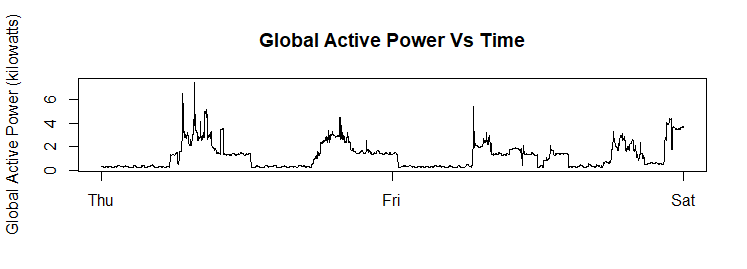 Global Active Power Vs Time
Global Active Power (kilowatts)
6
4
2
0
Thu
Fri
Sat